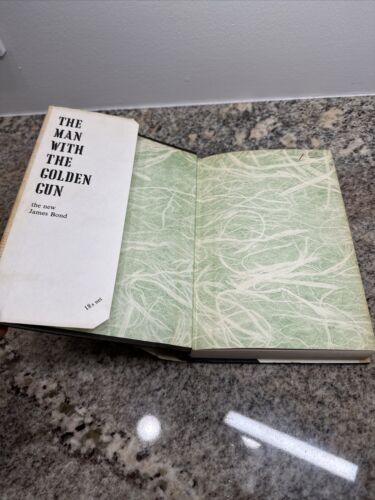 THE
MAN
WITH
THE
GOLDEN
GUN
the new
James Bond
18s net